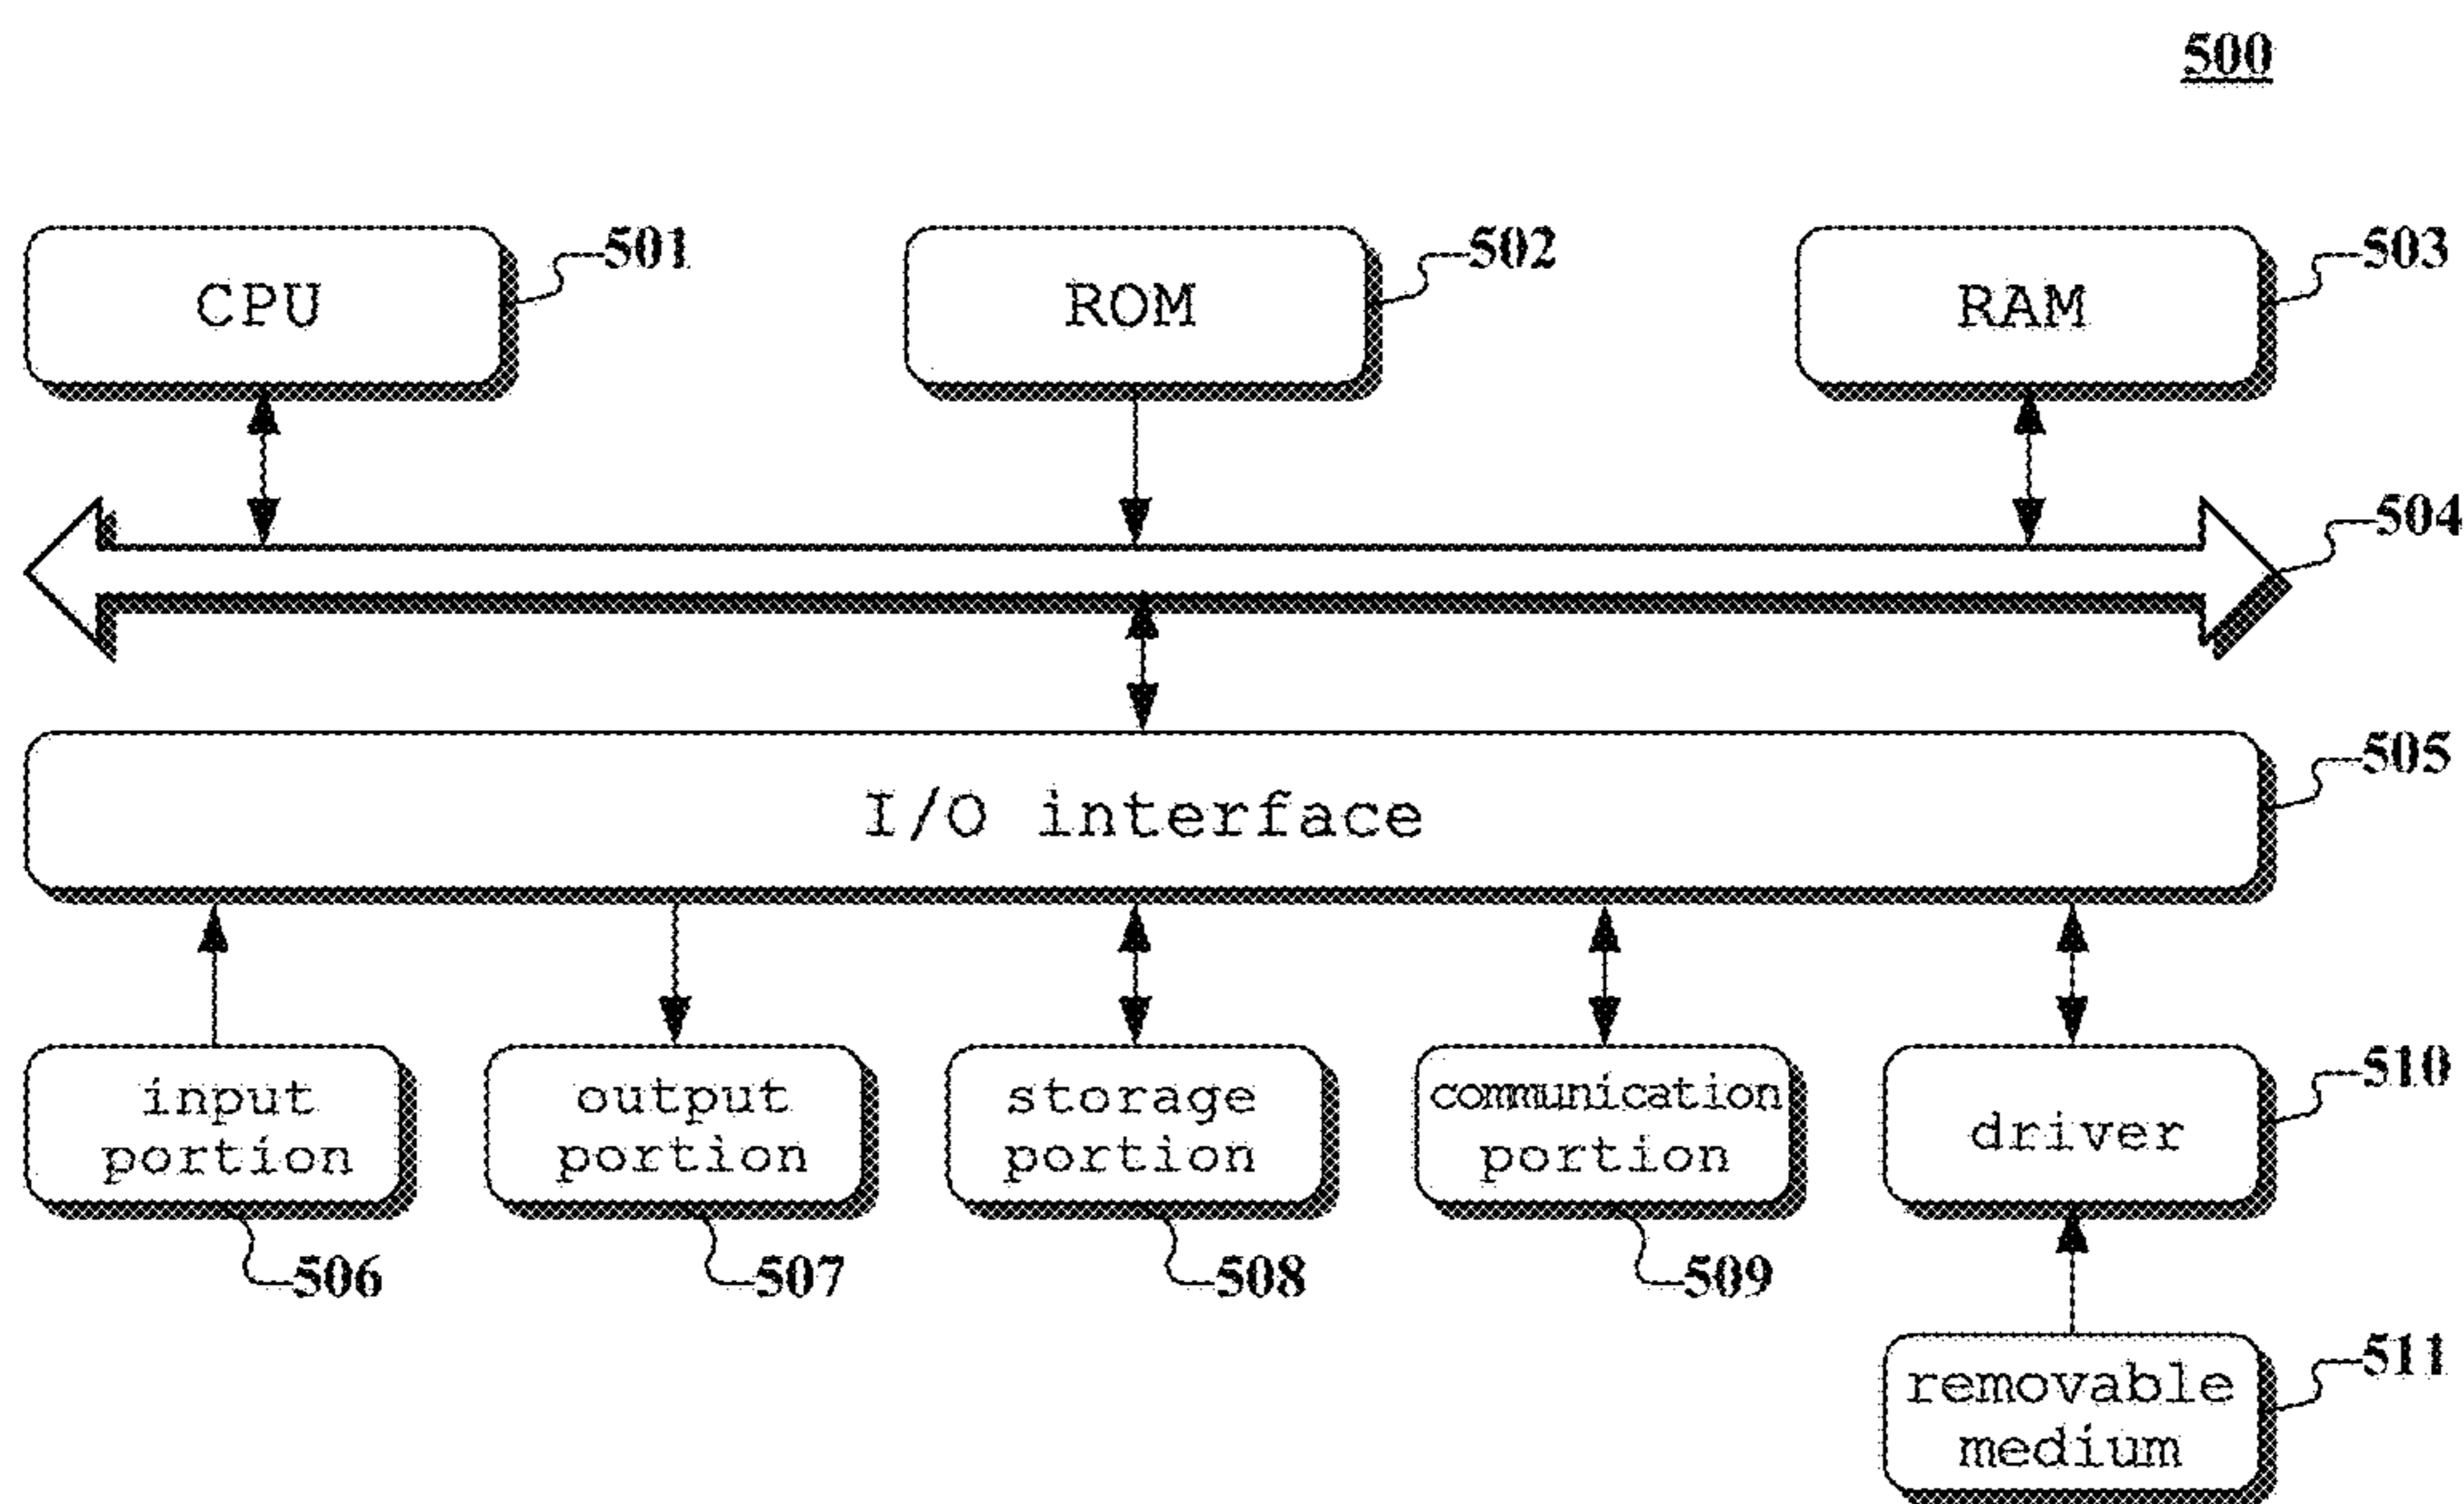 500
CPU
501
ROM
502
RAM
503
504
I/O interface
505
input
portion
506
output
portion
507
storage
portion
508
communication
portion
509
driver
510
removable
medium
511